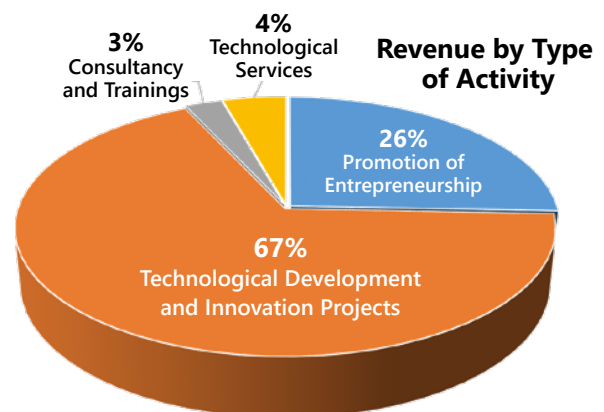 Revenue by Type
of Activity
3%
Consultancy
and Trainings
4%
Technological
Services
26%
Promotion of
Entrepreneurship
67%
Technological Development
and Innovation Projects